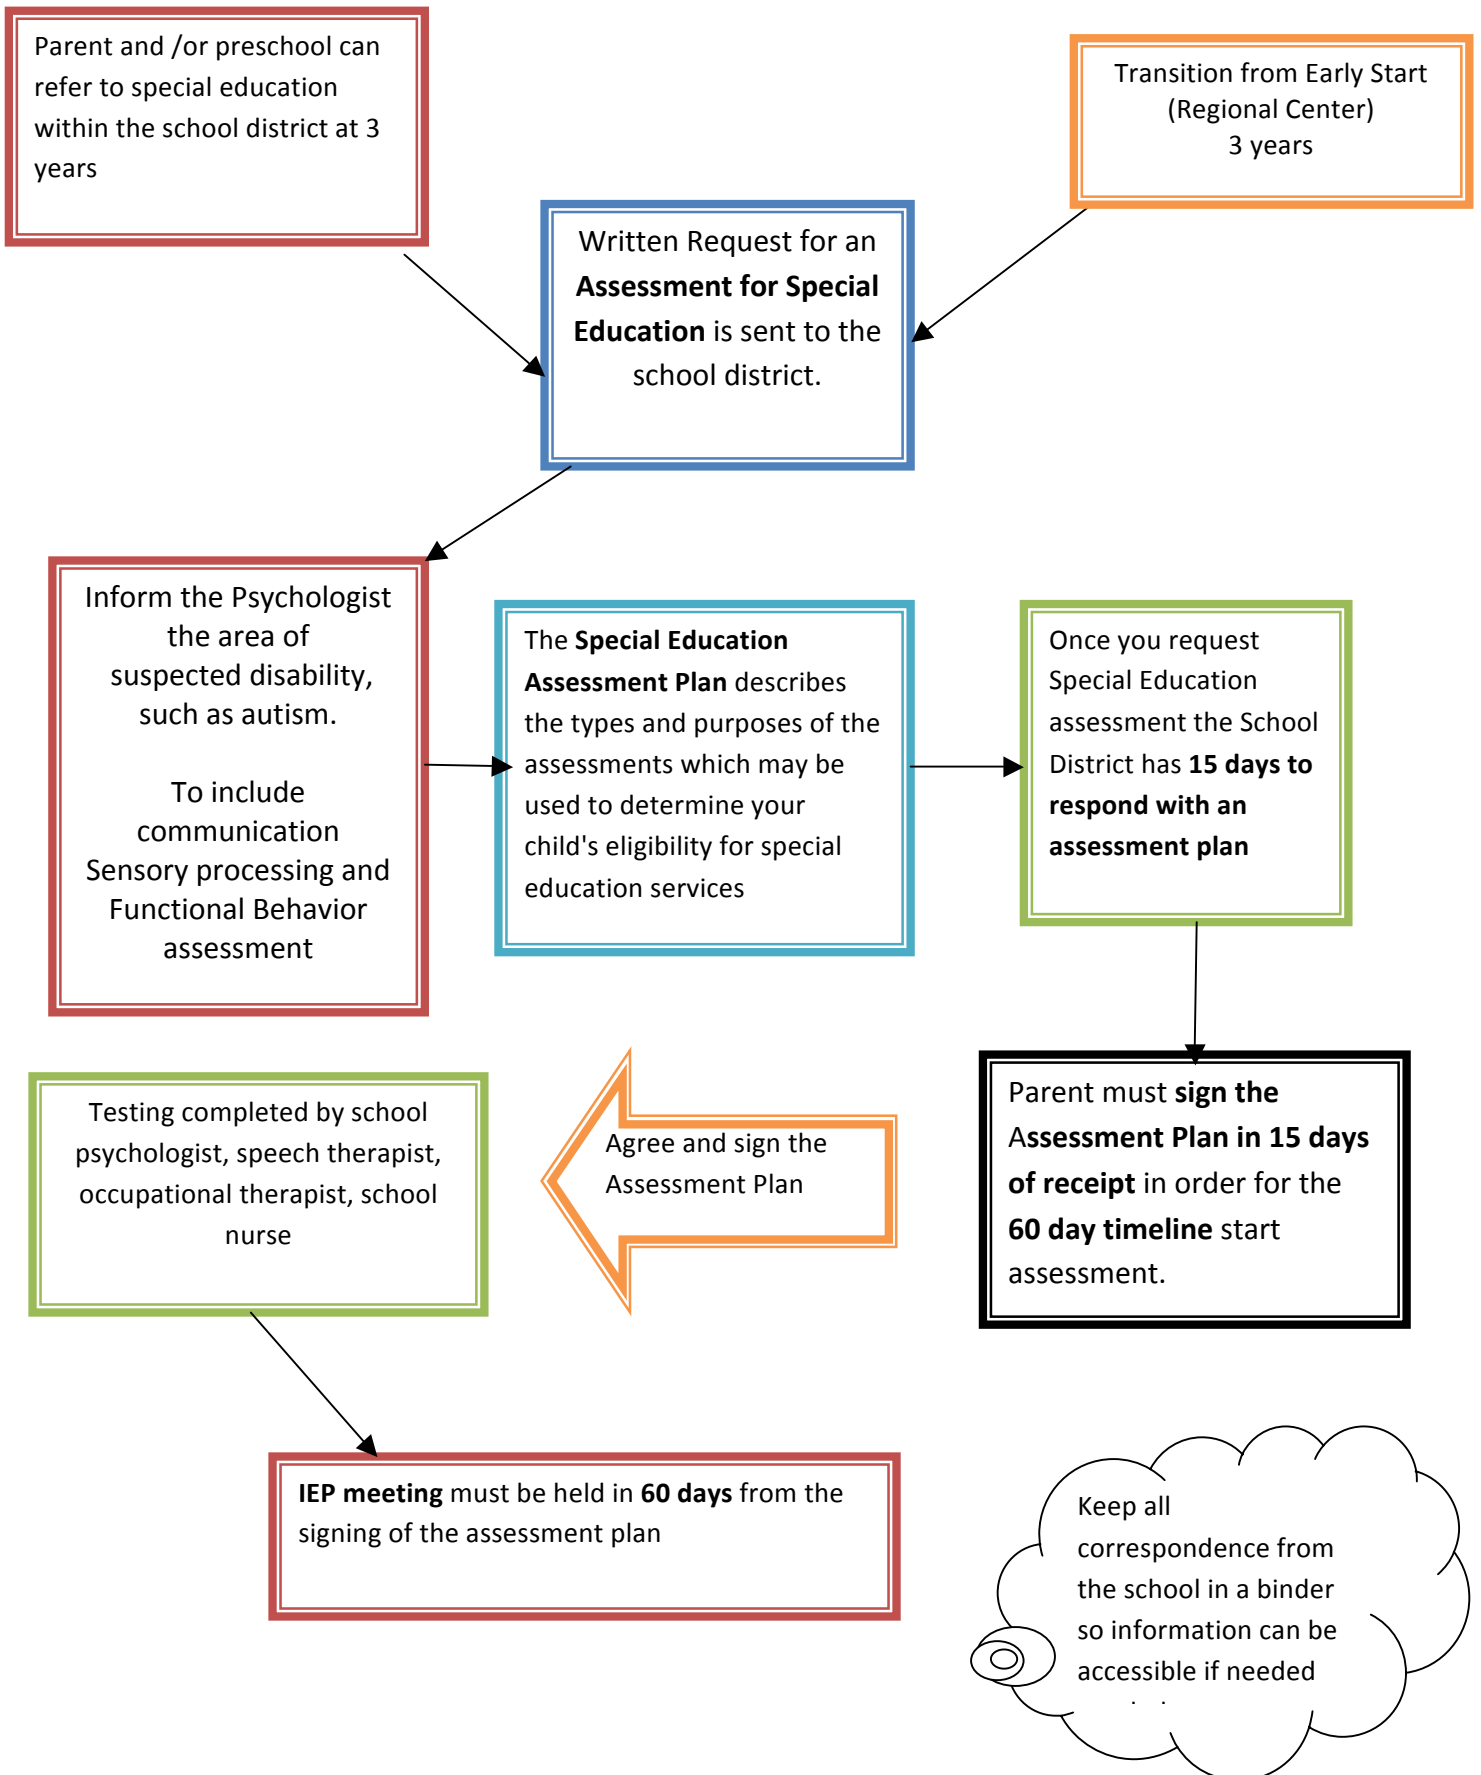 Parent and /or preschool can
refer to special education
within the school district at 3
years
Transition from Early Start
(Regional Center)
3 years
Written Request for an
Assessment for Special
Education is sent to the
school district.
Inform the Psychologist
the area of
suspected disability,
such as autism.
To include
communication
Sensory processing and
Functional Behavior
assessment
The Special Education
Assessment Plan describes
the types and purposes of the
assessments which may be
used to determine your
child's eligibility for special
education services
Once you request
Special Education
assessment the School
District has 15 days to
respond with an
assessment plan
Parent must sign the
Assessment Plan in 15 days
of receipt in order for the
60 day timeline start
assessment.
Agree and sign the
Assessment Plan
Testing completed by school
psychologist, speech therapist,
occupational therapist, school
nurse
IEP meeting must be held in 60 days from the
signing of the assessment plan
Keep all
correspondence from
the school in a binder
so information can be
accessible if needed